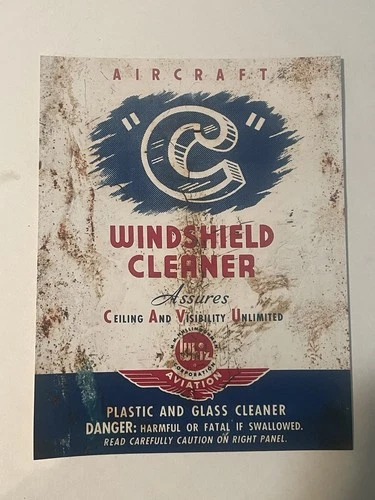 AIRCRAFT
"C"
WINDSHIELD
CLEANER
Assures
CEILING AND VISIBILITY UNLIMITED
CORPORATION
AVIATION
PLASTIC AND GLASS CLEANER
DANGER: HARMFUL OR FATAL IF SWALLOWED.
READ CAREFULLY CAUTION ON RIGHT PANEL.